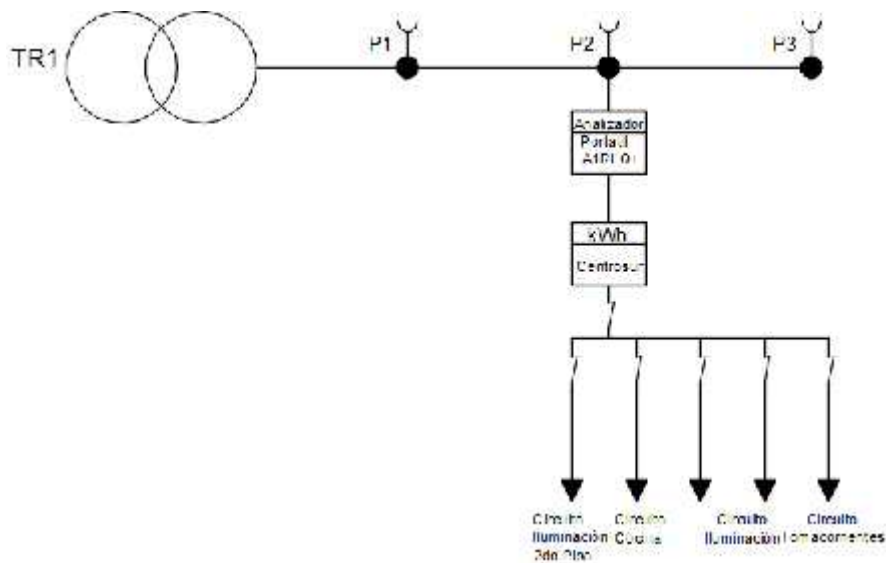 TR1
P1
P2
P3
Analizador
Portatil
kWh
Centrosur
Circuito
Iluminación
2do Piso
Circuito
Cocina
Circuito
Iluminación
Circuito
Tomacorrientes